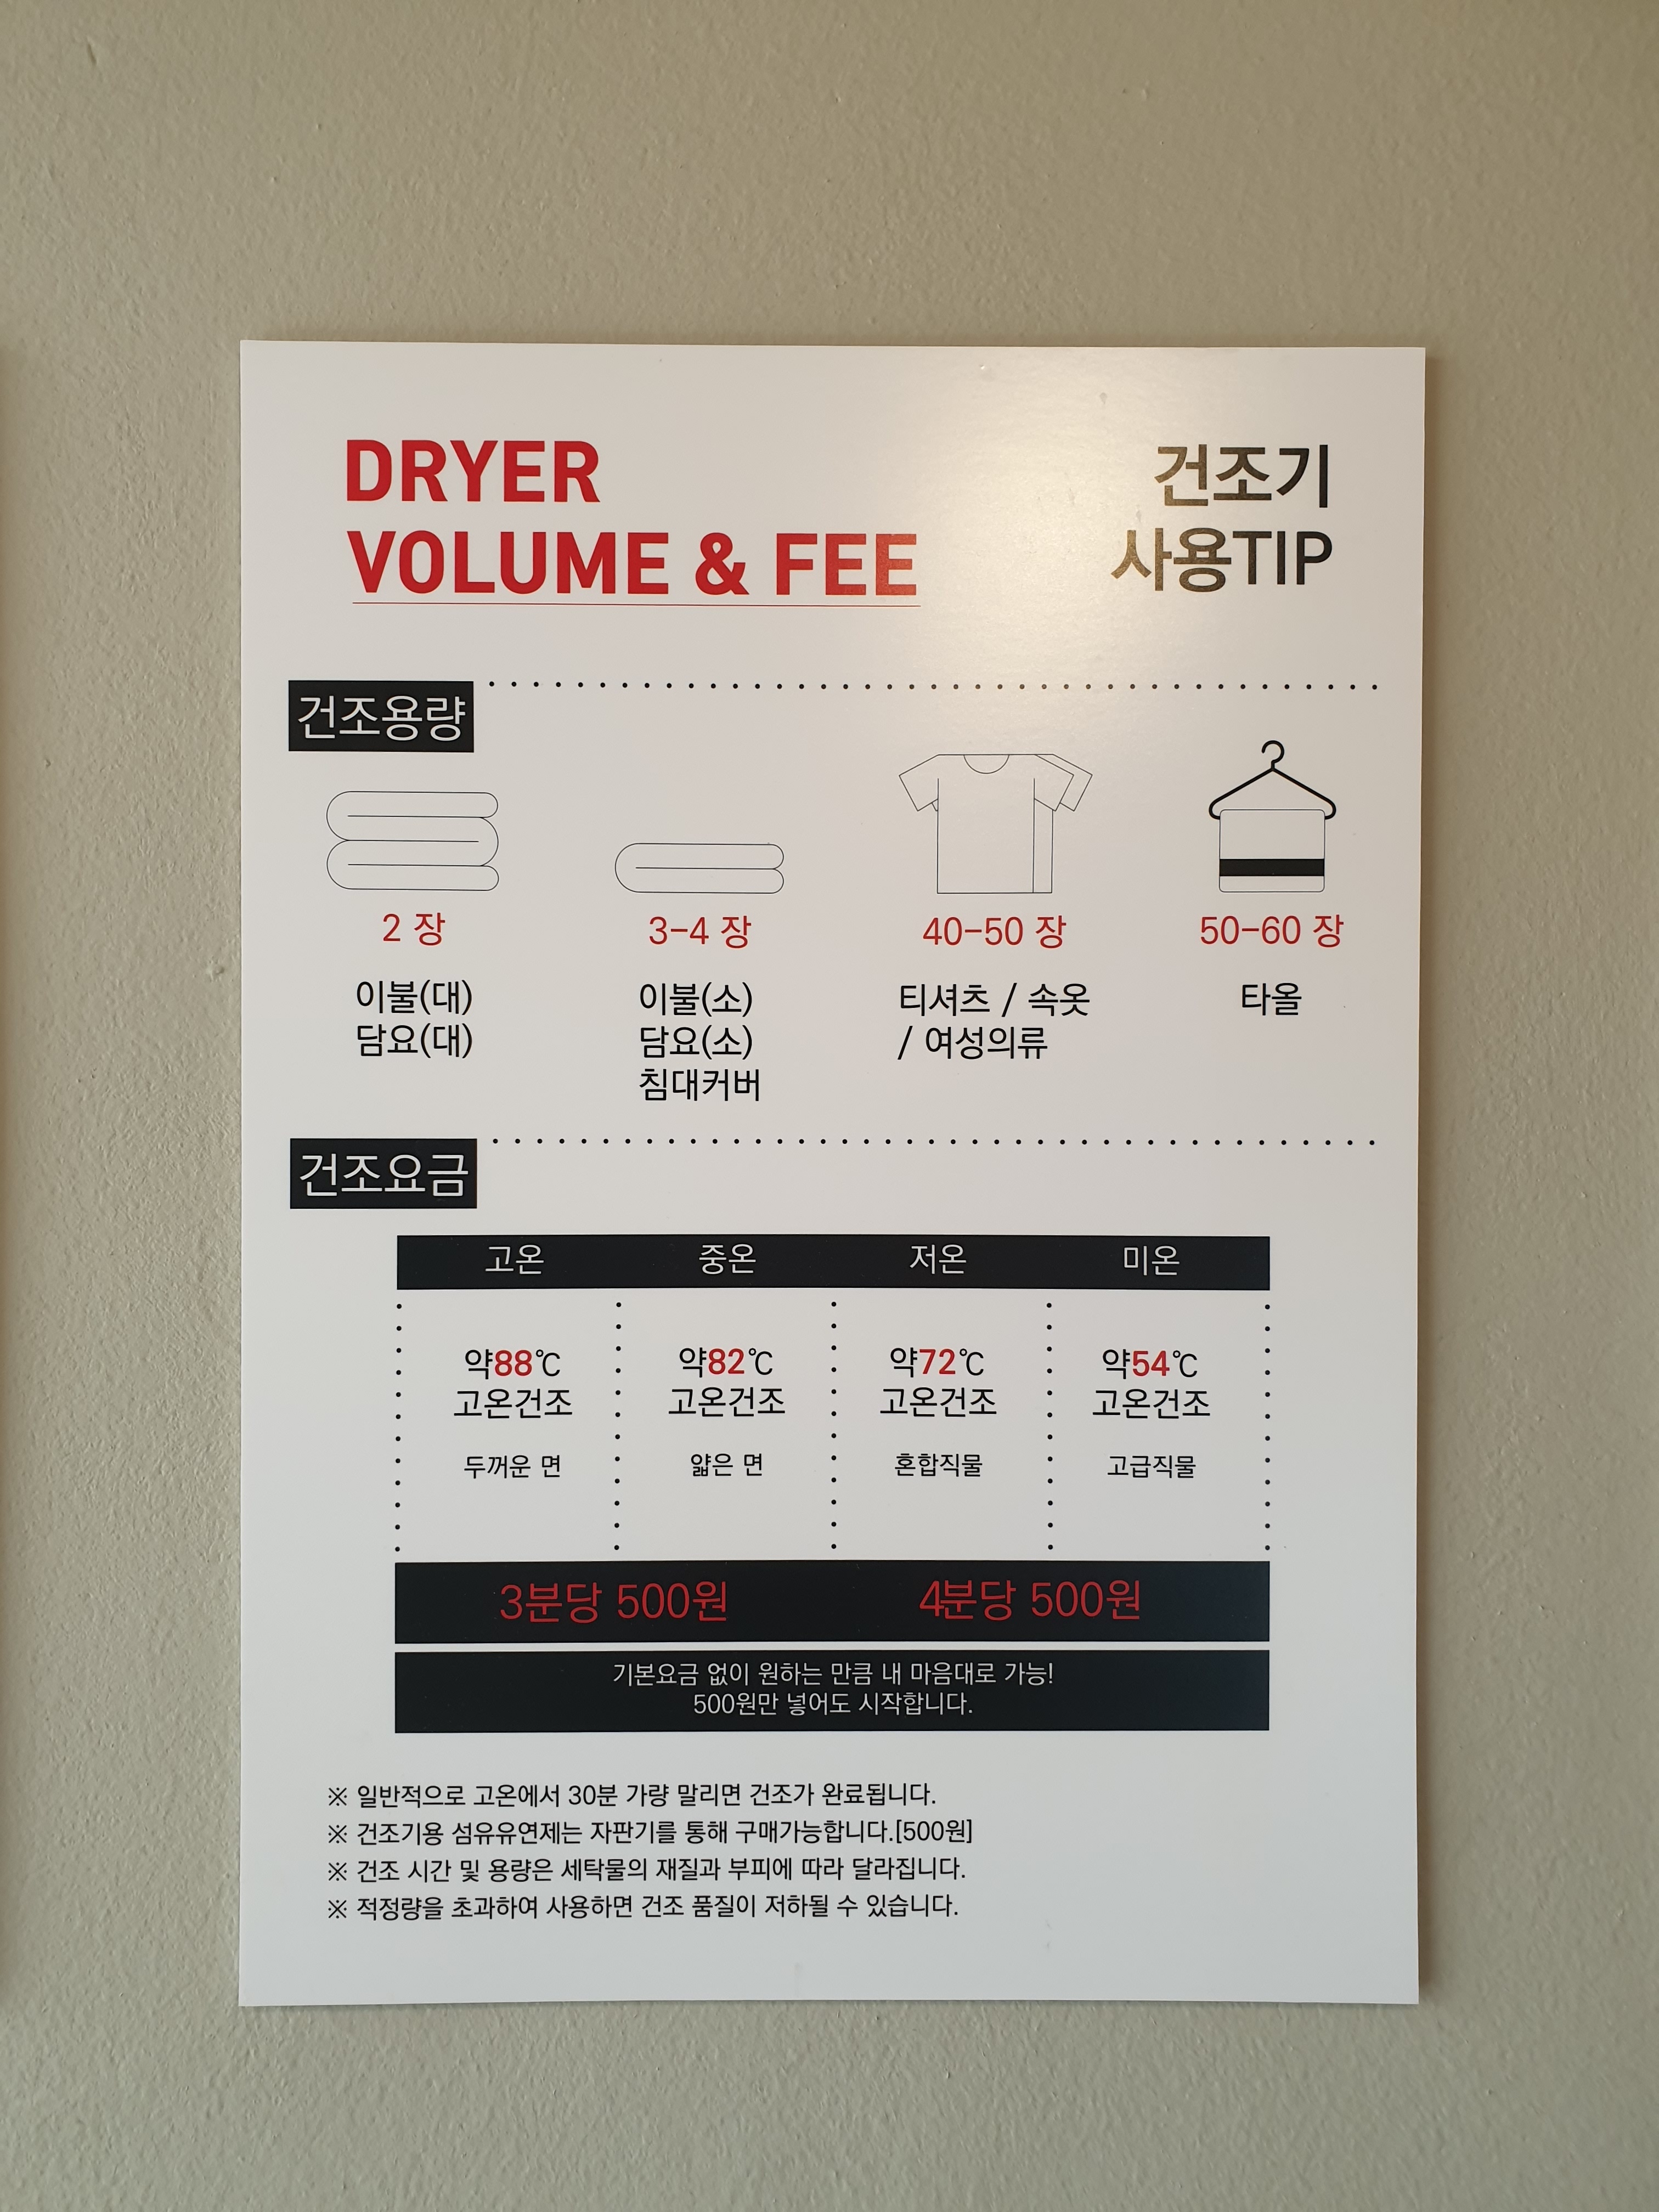 DRYER
VOLUME & FEE
건조기
사용TIP
건조용량
2 장
이불(대)
담요(대)
3-4 장
이불(소)
담요(소)
침대커버
40-50 장
티셔츠 / 속옷
/ 여성의류
50-60 장
타올
건조요금
고온 중온 저온 미온
약88℃ 약82℃ 약72℃ 약54℃
고온건조 고온건조 고온건조 고온건조
두꺼운 면 얇은 면 혼합직물 고급직물
3분당 500원 4분당 500원
기본요금 없이 원하는 만큼 내 마음대로 가능!
500원만 넣어도 시작합니다.
※ 일반적으로 고온에서 30분 가량 말리면 건조가 완료됩니다.
※ 건조기용 섬유유연제는 자판기를 통해 구매가능합니다.[500원]
※ 건조 시간 및 용량은 세탁물의 재질과 부피에 따라 달라집니다.
※ 적정량을 초과하여 사용하면 건조 품질이 저하될 수 있습니다.